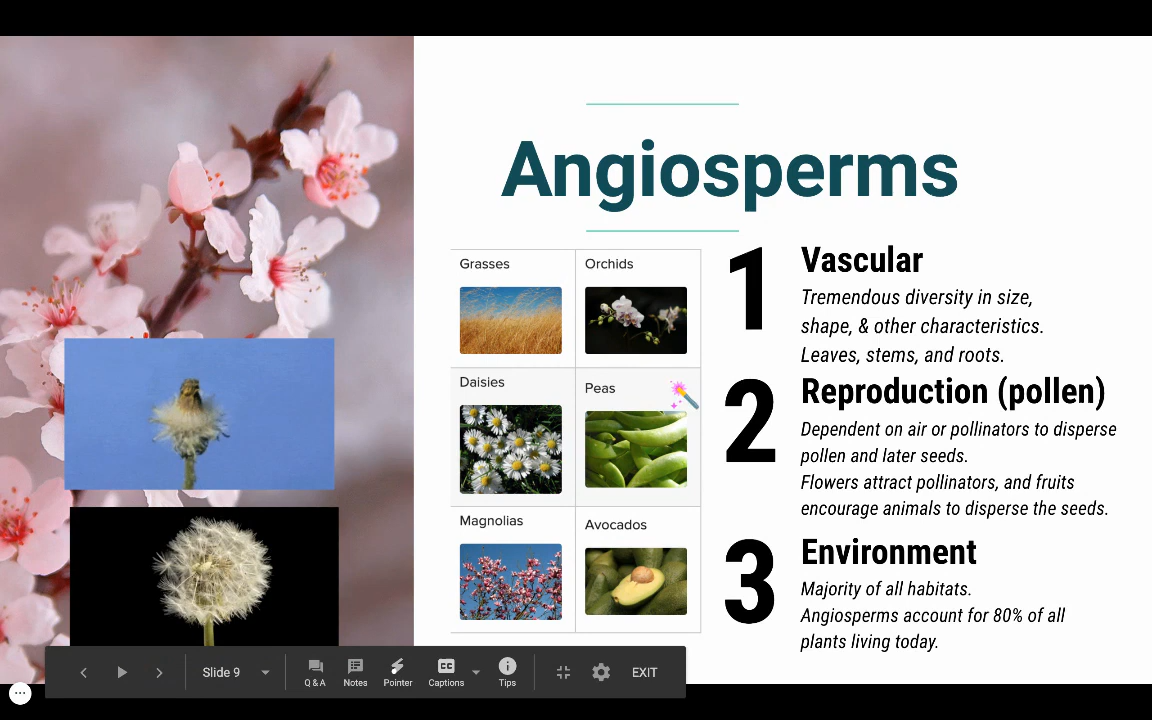 Angiosperms
Grasses
Orchids
Daisies
Peas
Magnolias
Avocados
1
Vascular
Tremendous diversity in size,
shape, & other characteristics.
Leaves, stems, and roots.
2
Reproduction (pollen)
Dependent on air or pollinators to disperse
pollen and later seeds.
Flowers attract pollinators, and fruits
encourage animals to disperse the seeds.
3
Environment
Majority of all habitats.
Angiosperms account for 80% of all
plants living today.
Slide 9
Q & A
Notes
Pointer
CC
Captions
Tips
EXIT